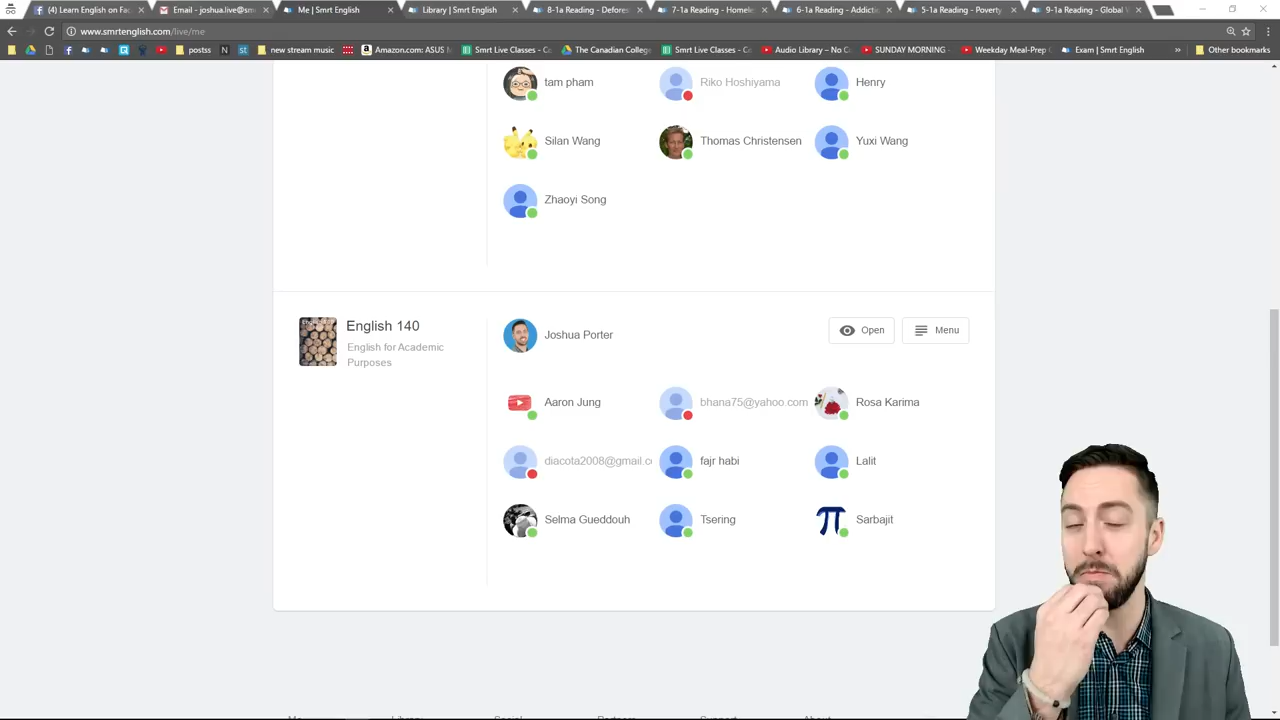 (4) Learn English on Fac
Email - joshua.live@sm
Me | Smrt English
Library | Smrt English
8-1a Reading - Defores
7-1a Reading - Homele
6-1a Reading - Addictic
5-1a Reading - Poverty
9-1a Reading - Global W
www.smrtenglish.com/live/me
postss
new stream music
Amazon.com: ASUS M
Smrt Live Classes - Co
The Canadian College
Smrt Live Classes - Co
Audio Library – No C
SUNDAY MORNING -
Weekday Meal-Prep
Exam | Smrt English
Other bookmarks
tam pham
Riko Hoshiyama
Henry
Silan Wang
Thomas Christensen
Yuxi Wang
Zhaoyi Song
English 140
English for Academic
Purposes
Joshua Porter
Open
Menu
Aaron Jung
bhana75@yahoo.com
Rosa Karima
diacota2008@gmail.c
fajr habi
Lalit
Selma Gueddouh
Tsering
Sarbajit